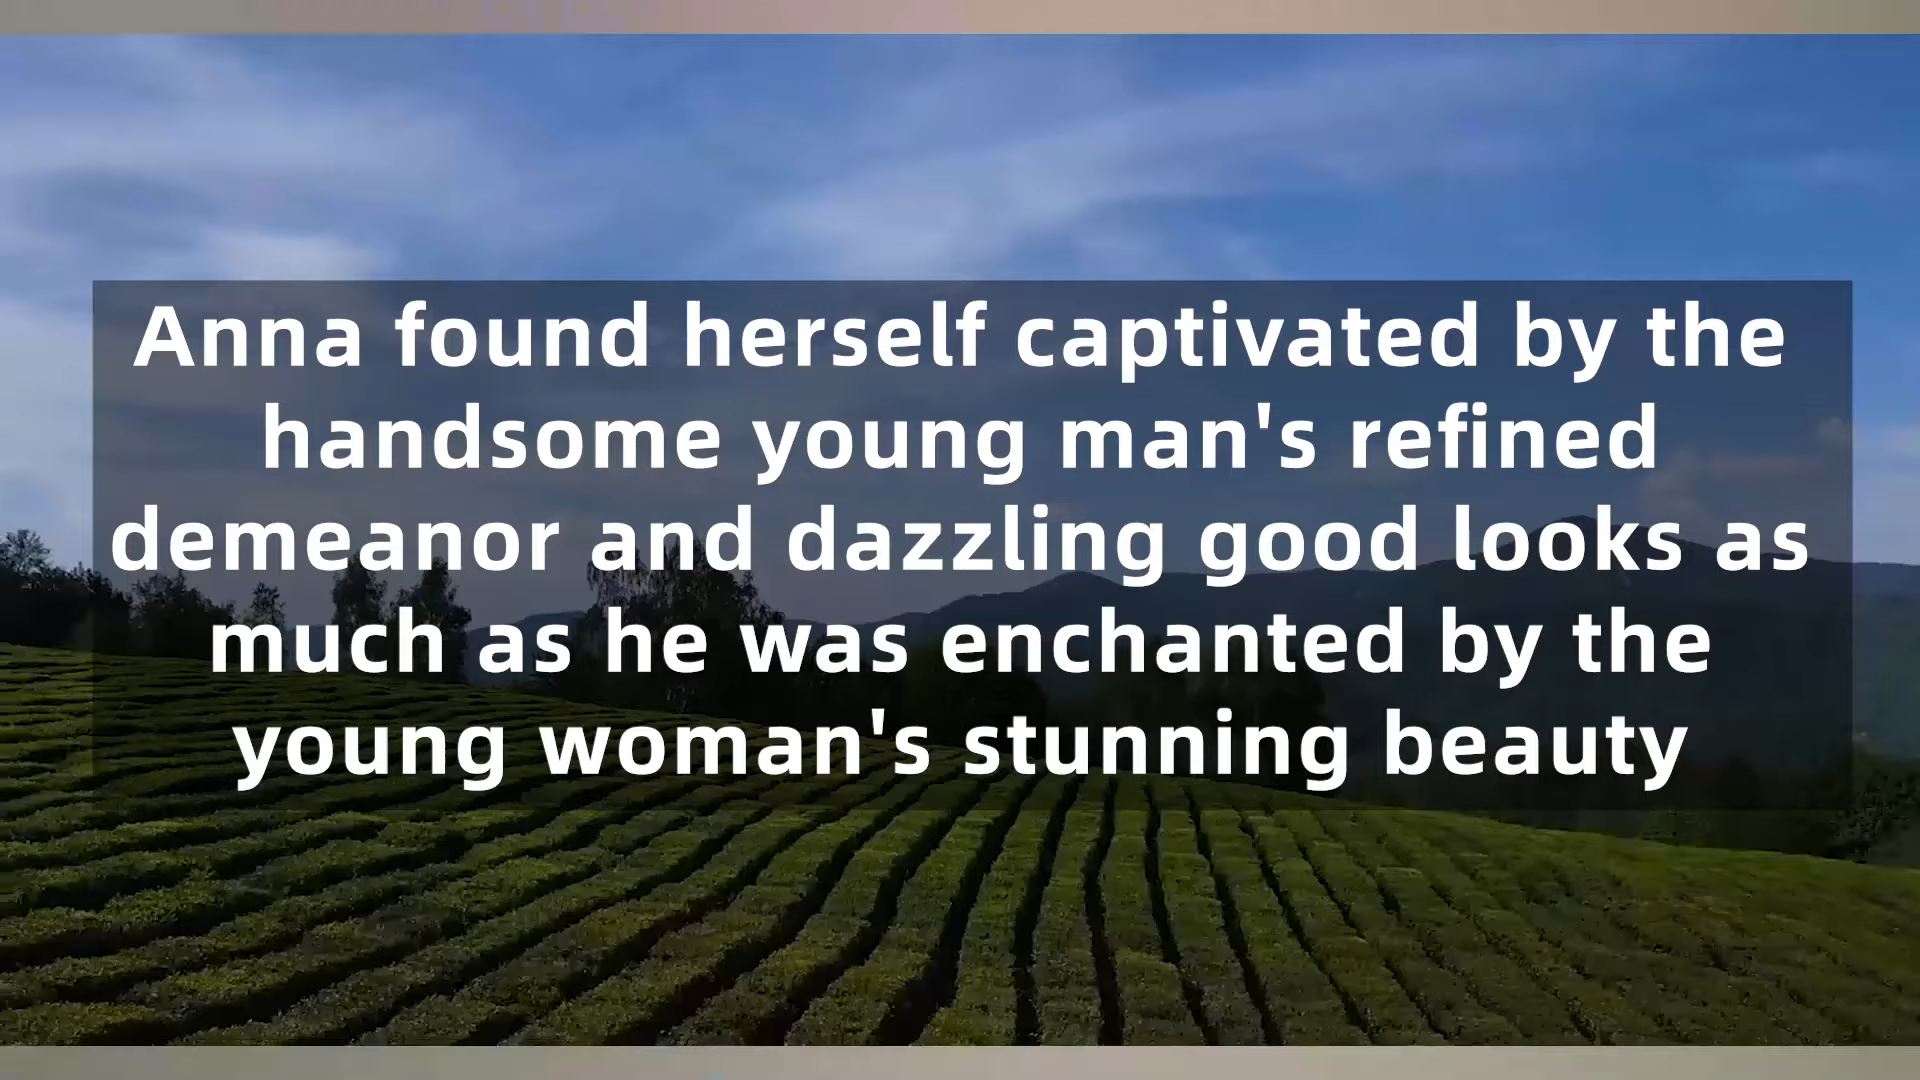 Anna found herself captivated by the
handsome young man's refined
demeanor and dazzling good looks as
much as he was enchanted by the
young woman's stunning beauty